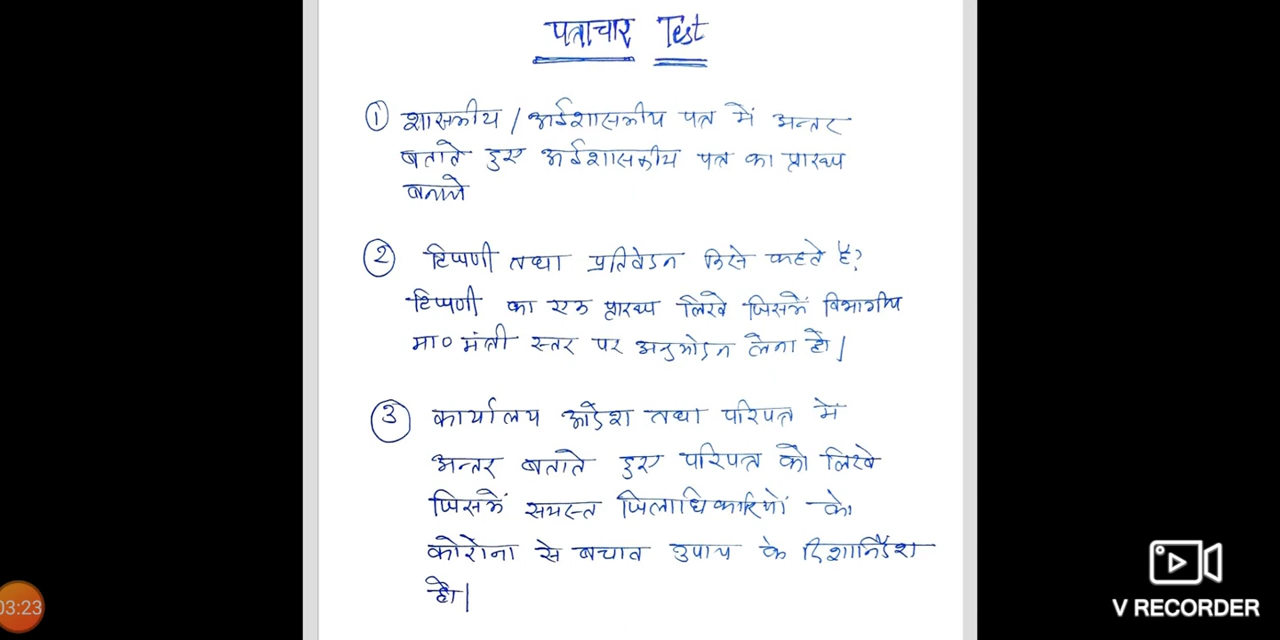 पत्राचार Test
① शासकीय / अर्द्धशासकीय पत्र में अन्तर
बताते हुए अर्द्धशासकीय पत्र का प्रारूप
बनाये
② टिप्पणी तथा प्रतिवेदन किसे कहते है?
टिप्पणी का एक प्रारूप लिखे जिसमें विभागीय
मा० मंत्री स्तर पर अनुमोदन लेना हो|
③ कार्यालय आदेश तथा परिपत्र में
अन्तर बताते हुए परिपत्र को लिखे
जिसमें समस्त जिलाधिकारियों को
कोरोना से बचाव उपाय के दिशानिर्देश
हो|
03:23
V RECORDER